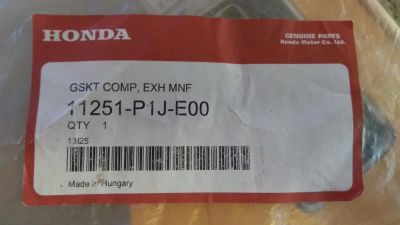 HONDA
GENUINE PARTS
Honda Motor Co. Ltd.
GSKT COMP, EXH MNF
11251-P1J-E00
QTY 1
13I25
Made in Hungary